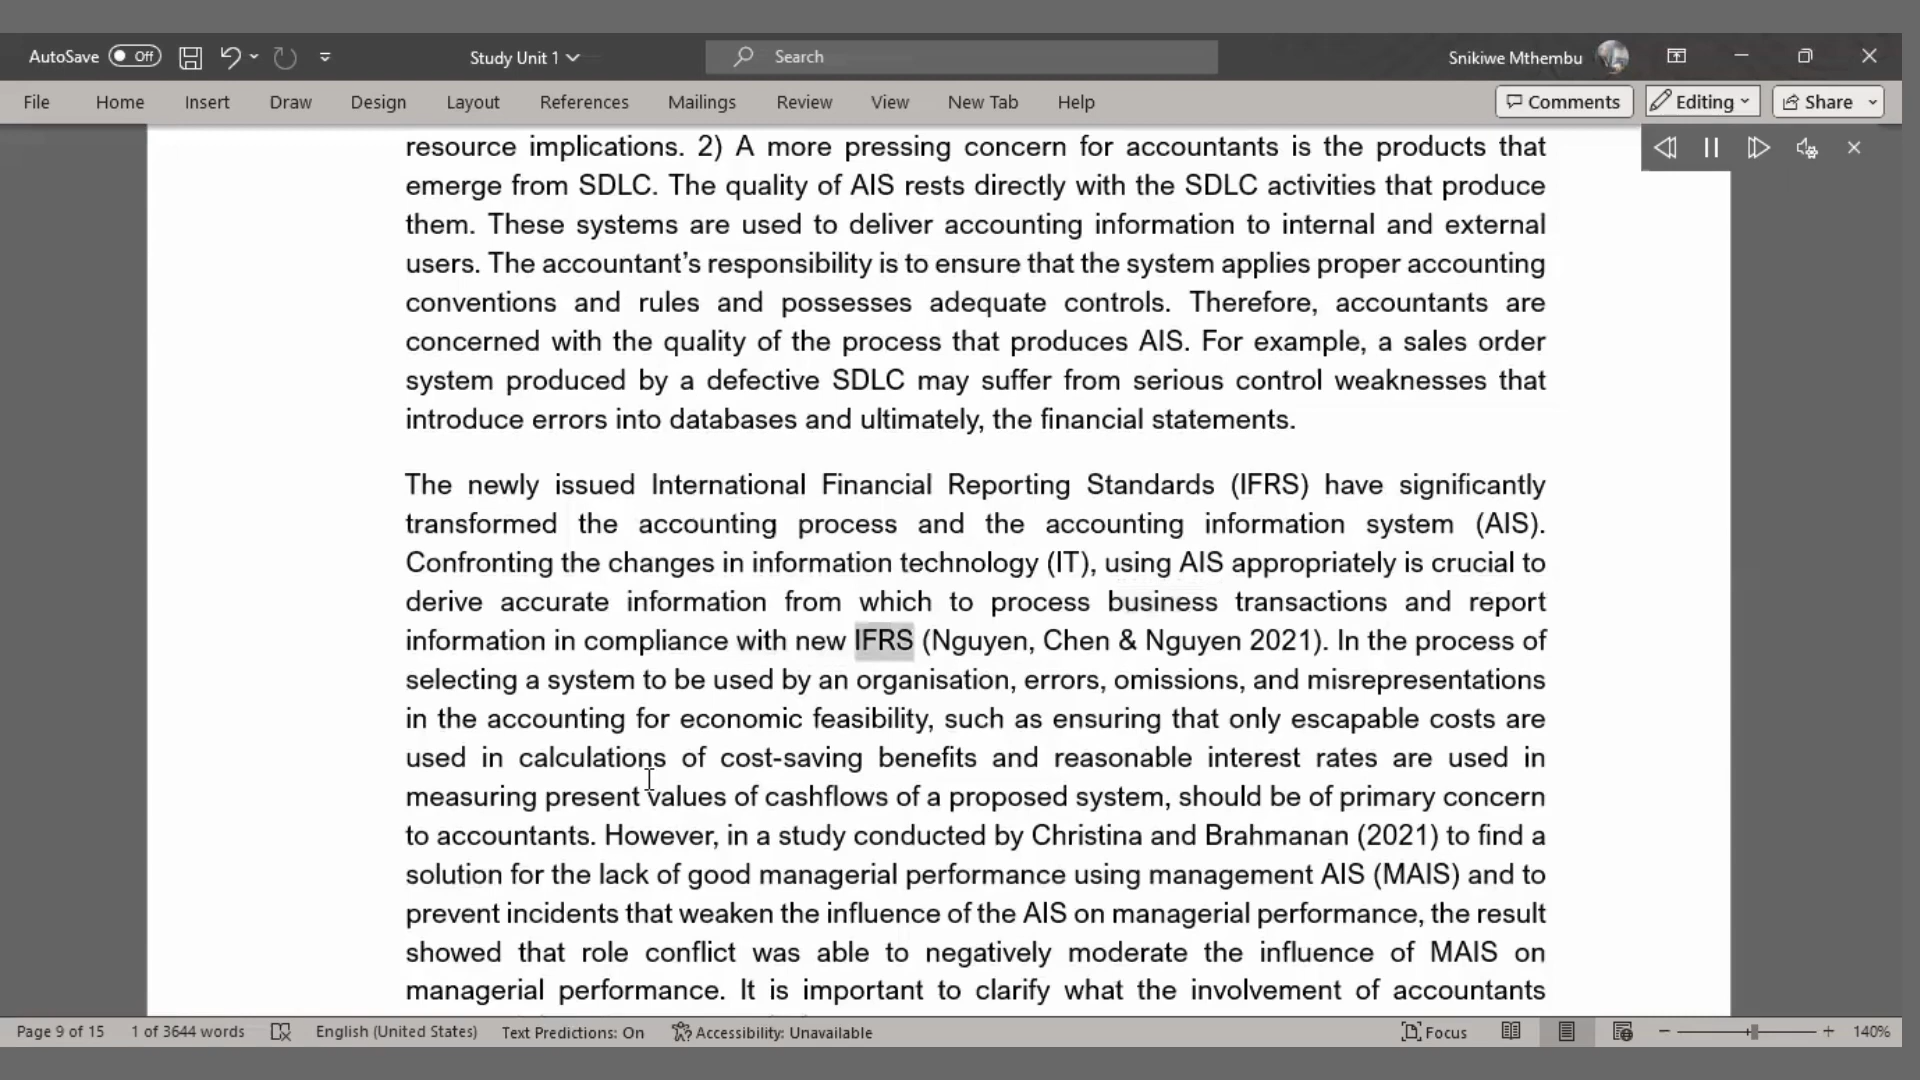 AutoSave Off Study Unit 1 Search Snikiwe Mthembu
File Home Insert Draw Design Layout References Mailings Review View New Tab Help Comments Editing Share
resource implications. 2) A more pressing concern for accountants is the products that
emerge from SDLC. The quality of AIS rests directly with the SDLC activities that produce
them. These systems are used to deliver accounting information to internal and external
users. The accountant’s responsibility is to ensure that the system applies proper accounting
conventions and rules and possesses adequate controls. Therefore, accountants are
concerned with the quality of the process that produces AIS. For example, a sales order
system produced by a defective SDLC may suffer from serious control weaknesses that
introduce errors into databases and ultimately, the financial statements.
The newly issued International Financial Reporting Standards (IFRS) have significantly
transformed the accounting process and the accounting information system (AIS).
Confronting the changes in information technology (IT), using AIS appropriately is crucial to
derive accurate information from which to process business transactions and report
information in compliance with new IFRS (Nguyen, Chen & Nguyen 2021). In the process of
selecting a system to be used by an organisation, errors, omissions, and misrepresentations
in the accounting for economic feasibility, such as ensuring that only escapable costs are
used in calculations of cost-saving benefits and reasonable interest rates are used in
measuring present values of cashflows of a proposed system, should be of primary concern
to accountants. However, in a study conducted by Christina and Brahmanan (2021) to find a
solution for the lack of good managerial performance using management AIS (MAIS) and to
prevent incidents that weaken the influence of the AIS on managerial performance, the result
showed that role conflict was able to negatively moderate the influence of MAIS on
managerial performance. It is important to clarify what the involvement of accountants
Page 9 of 15 1 of 3644 words English (United States) Text Predictions: On Accessibility: Unavailable Focus 140%